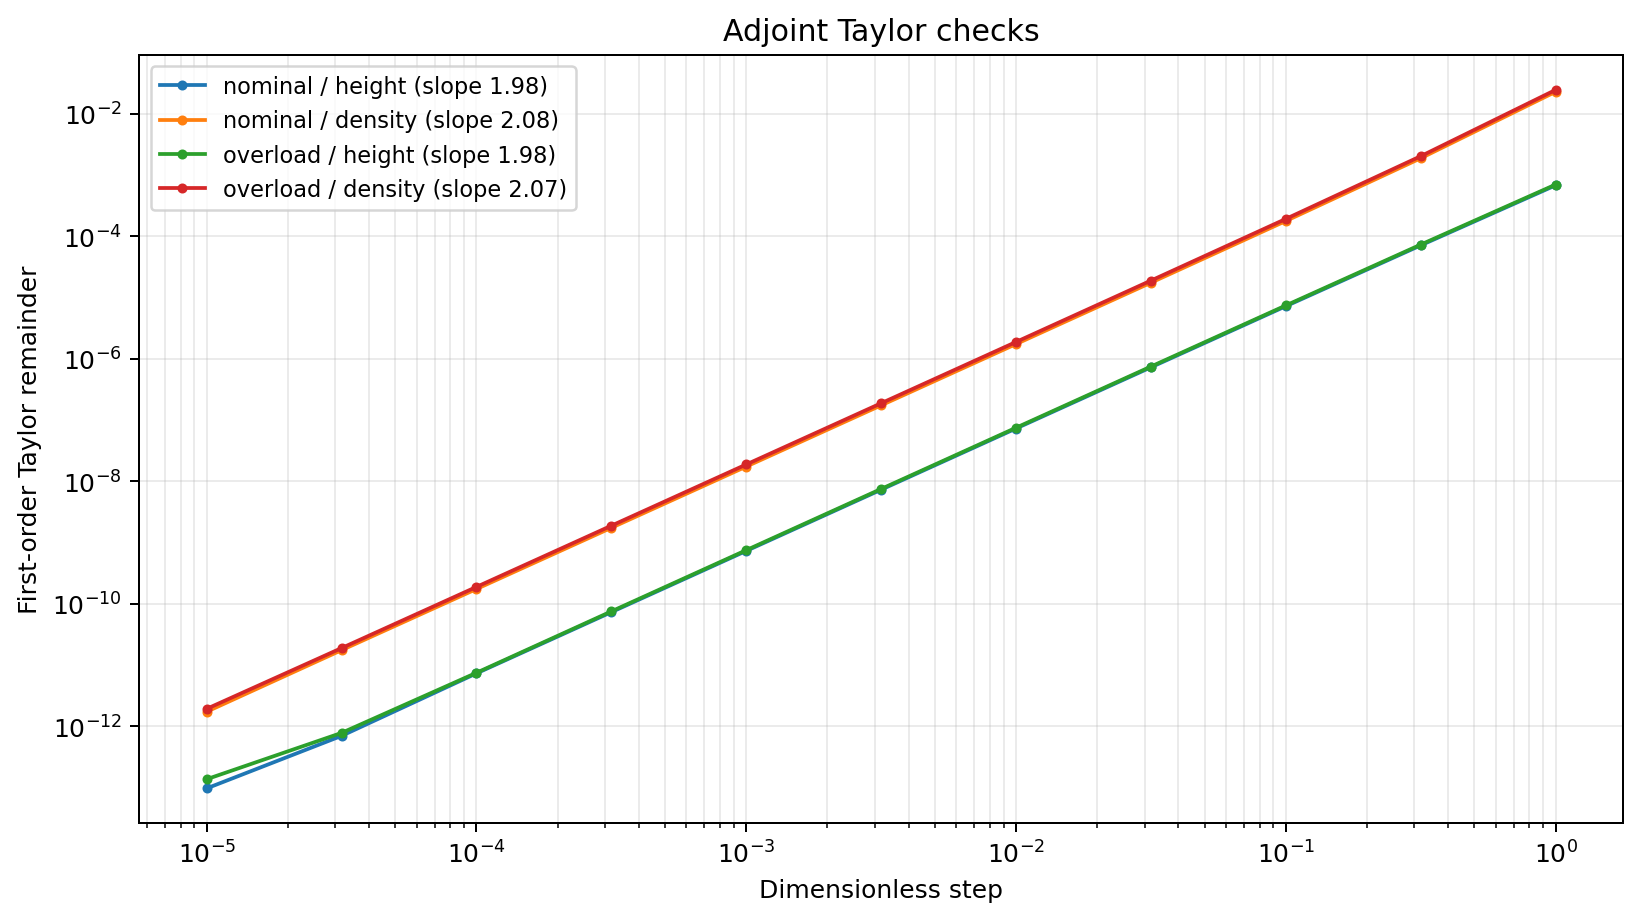 Adjoint Taylor checks
nominal / height (slope 1.98)
nominal / density (slope 2.08)
overload / height (slope 1.98)
overload / density (slope 2.07)
First-order Taylor remainder
10⁻²
10⁻⁴
10⁻⁶
10⁻⁸
10⁻¹⁰
10⁻¹²
10⁻⁵ 10⁻⁴ 10⁻³ 10⁻² 10⁻¹ 10⁰
Dimensionless step